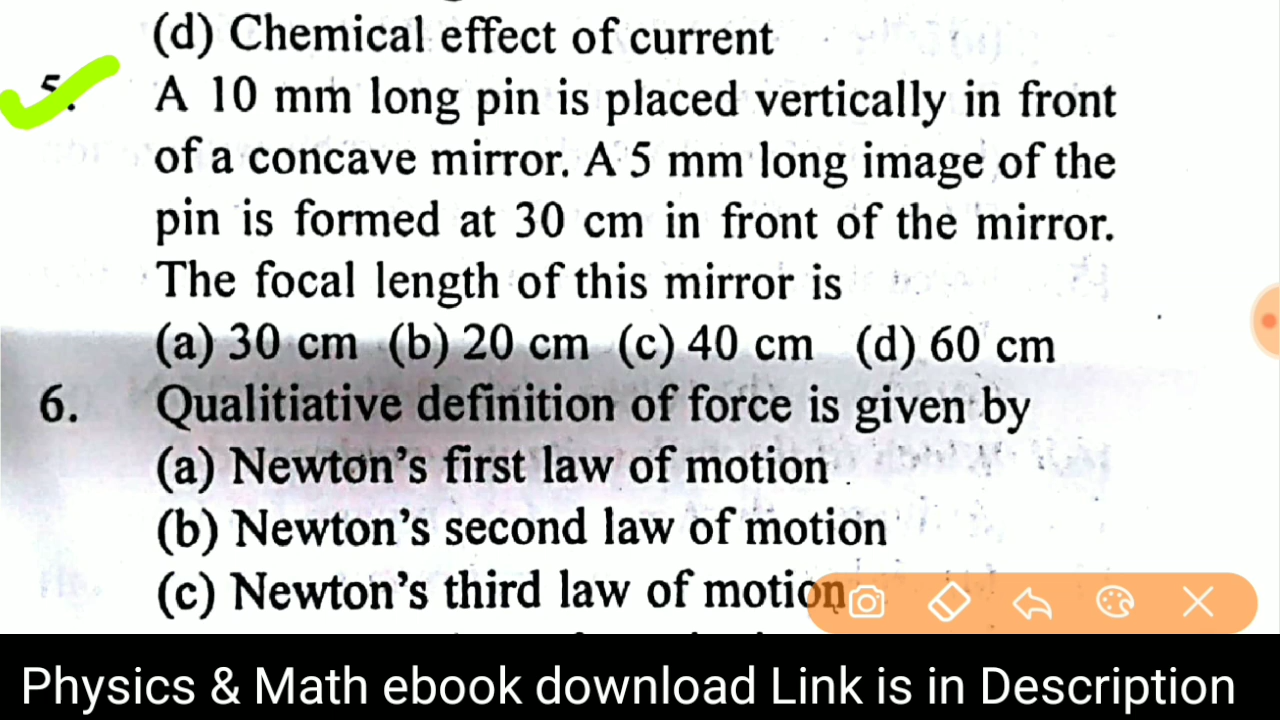 (d) Chemical effect of current
5. A 10 mm long pin is placed vertically in front
of a concave mirror. A 5 mm long image of the
pin is formed at 30 cm in front of the mirror.
The focal length of this mirror is
(a) 30 cm (b) 20 cm (c) 40 cm (d) 60 cm
6. Qualitiative definition of force is given by
(a) Newton's first law of motion
(b) Newton's second law of motion
(c) Newton's third law of motion
Physics & Math ebook download Link is in Description